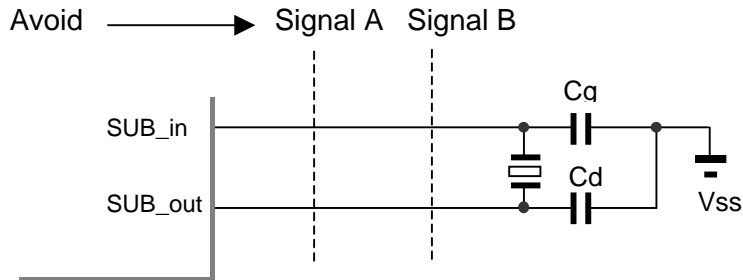 Avoid
Signal A
Signal B
Cg
SUB_in
Cd
SUB_out
Vss